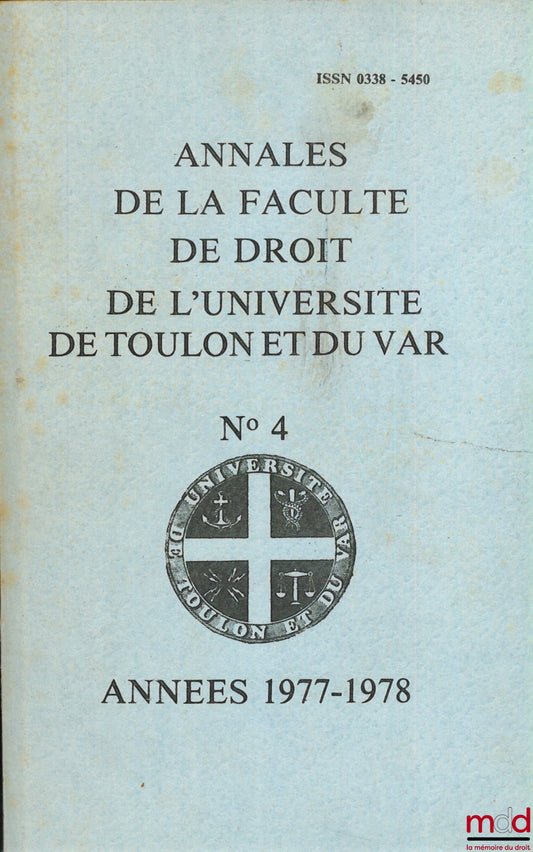 ISSN 0338 - 5450
ANNALES
DE LA FACULTE
DE DROIT
DE L'UNIVERSITE
DE TOULON ET DU VAR
Nº 4
UNIVERSITE
DE TOULON ET DU VAR
ANNEES 1977-1978
mdd
la mémoire du droit